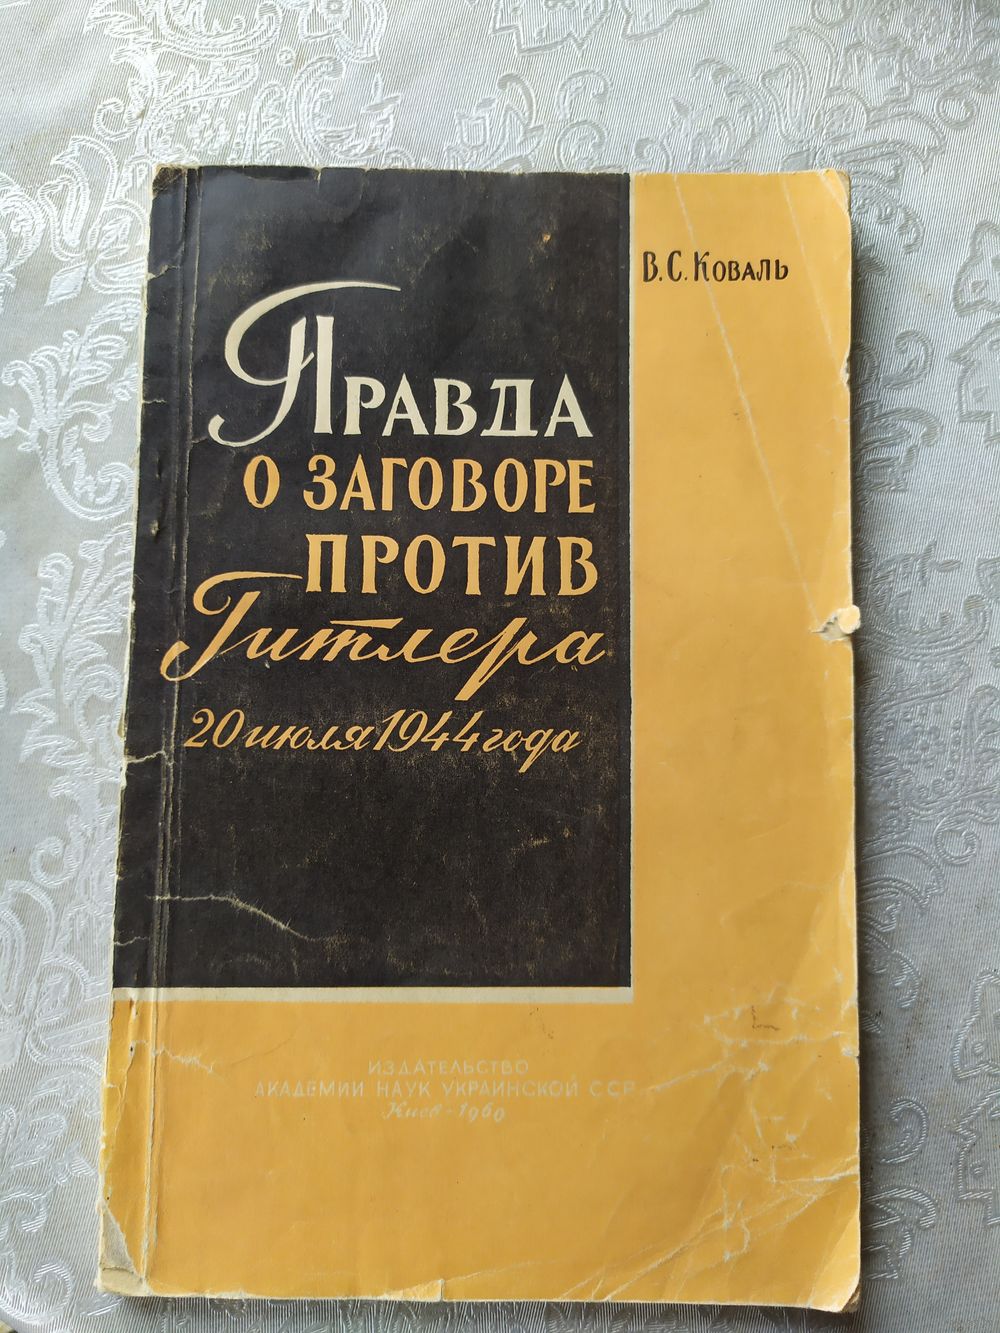 В. С. Коваль
Правда
о заговоре
против
Гитлера
20 июля 1944 года
ИЗДАТЕЛЬСТВО
АКАДЕМИИ НАУК УКРАИНСКОЙ ССР
Киев - 1960